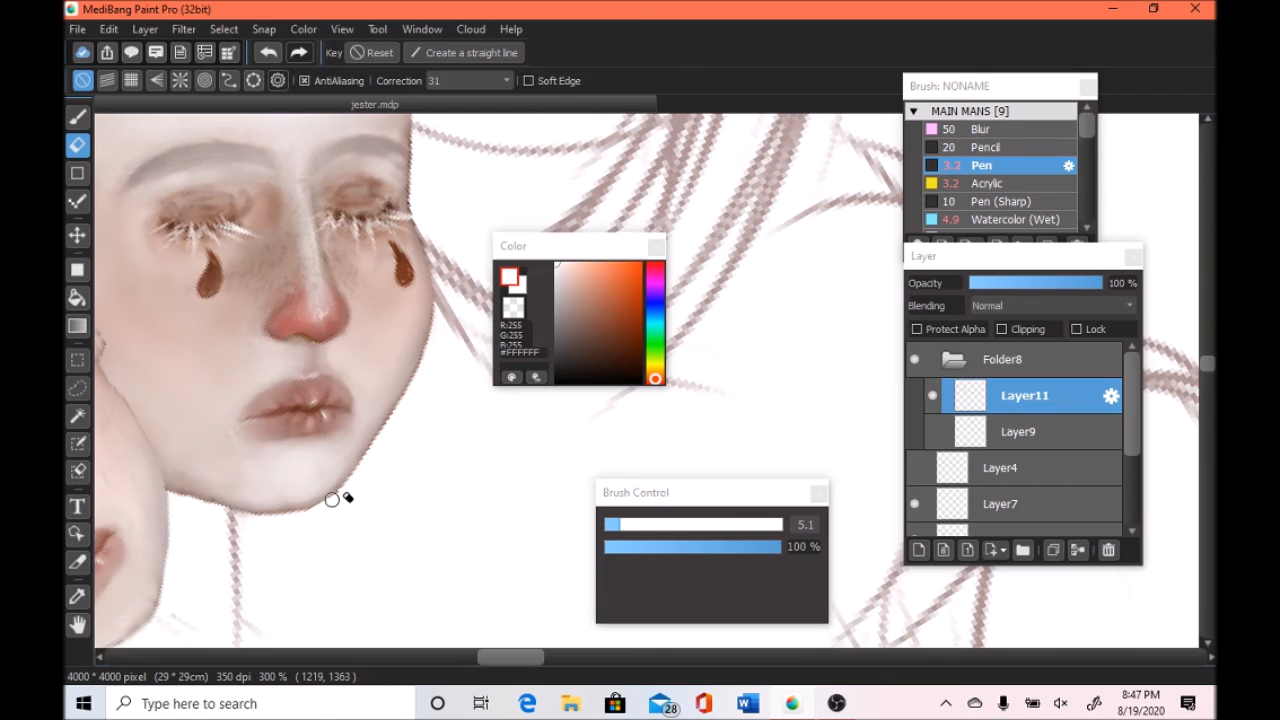 MediBang Paint Pro (32bit)
File Edit Layer Filter Select Snap Color View Tool Window Cloud Help
Key Reset Create a straight line
AntiAliasing Correction 31 Soft Edge
jester.mdp
Brush: NONAME
MAIN MANS [9]
50 Blur
20 Pencil
3.2 Pen
3.2 Acrylic
10 Pen (Sharp)
4.9 Watercolor (Wet)
Color
R:255
G:255
B:255
#FFFFFF
Layer
Opacity 100 %
Blending Normal
Protect Alpha Clipping Lock
Folder8
Layer11
Layer9
Layer4
Layer7
Brush Control
5.1
100 %
4000 * 4000 pixel (29 * 29cm) 350 dpi 300 % ( 1219, 1363 )
Type here to search
28
8:47 PM
8/19/2020